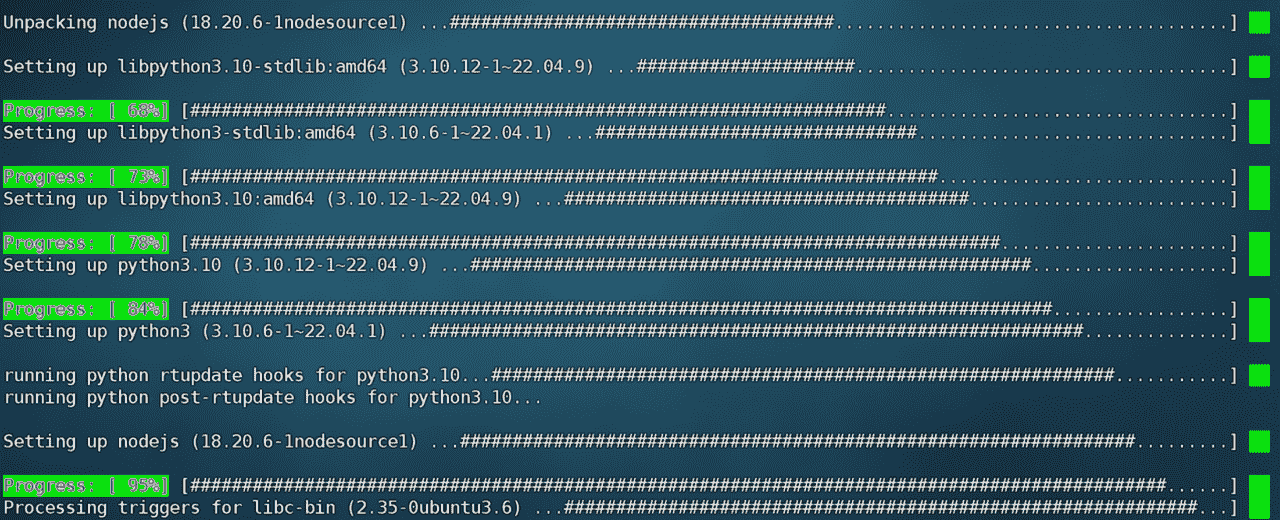 Unpacking nodejs (18.20.6-1nodesource1) ...#####################################......................................]
Setting up libpython3.10-stdlib:amd64 (3.10.12-1~22.04.9) ...#####################....................................]
Progress: [ 68%] [###################################################################.................................]
Setting up libpython3-stdlib:amd64 (3.10.6-1~22.04.1) ...###############################..............................]
Progress: [ 73%] [########################################################################............................]
Setting up libpython3.10:amd64 (3.10.12-1~22.04.9) ...#######################################.........................]
Progress: [ 78%] [##############################################################################......................]
Setting up python3.10 (3.10.12-1~22.04.9) ...######################################################...................]
Progress: [ 84%] [###################################################################################.................]
Setting up python3 (3.10.6-1~22.04.1) ...###############################################################..............]
running python rtupdate hooks for python3.10...############################################################...........]
running python post-rtupdate hooks for python3.10...
Setting up nodejs (18.20.6-1nodesource1) ...#################################################################.........]
Progress: [ 95%] [##############################################################################################......]
Processing triggers for libc-bin (2.35-0ubuntu3.6) ...#############################################################...]